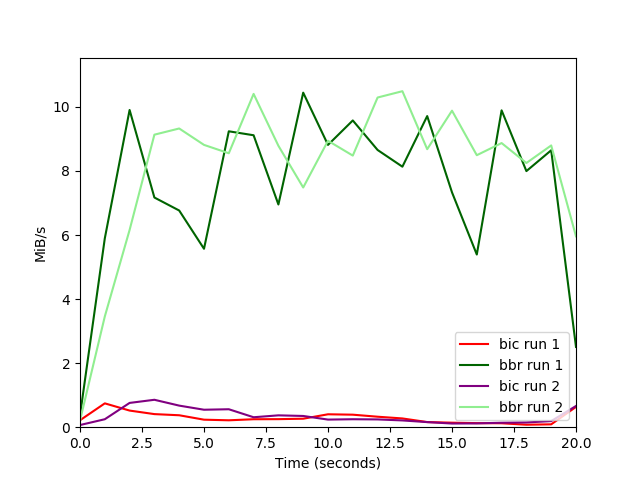 MiB/s
10
8
6
4
2
0
0.0 2.5 5.0 7.5 10.0 12.5 15.0 17.5 20.0
Time (seconds)
bic run 1
bbr run 1
bic run 2
bbr run 2